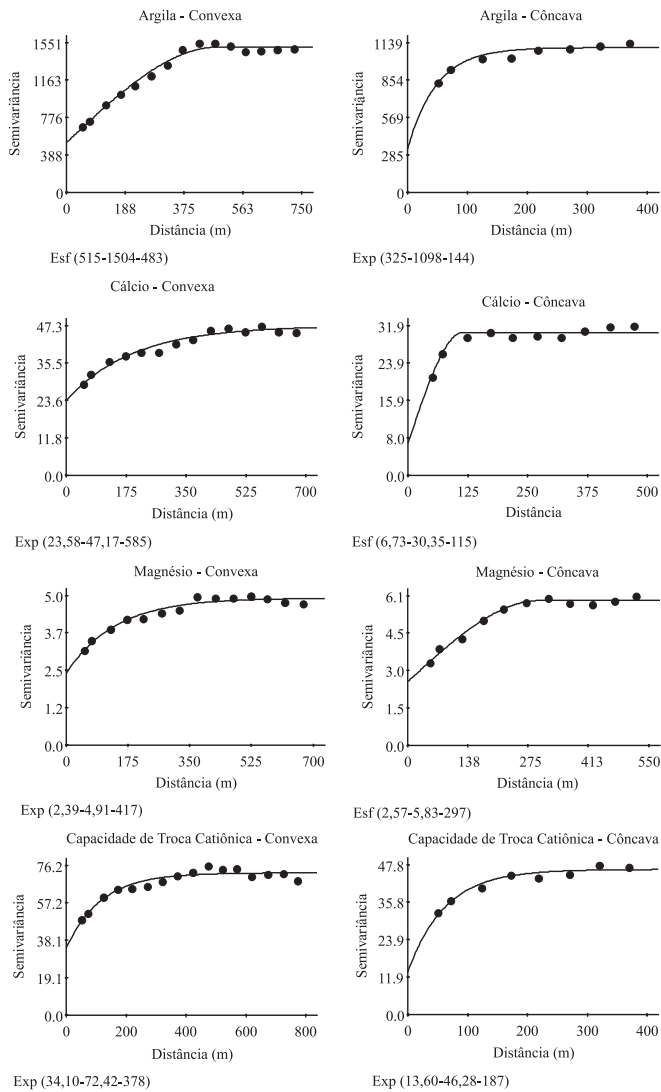 Argila - Convexa
Semivariância
1551
1163
776
388
0
0 188 375 563 750
Distância (m)
Esf (515-1504-483)
Argila - Côncava
Semivariância
1139
854
569
285
0
0 100 200 300 400
Distância (m)
Exp (325-1098-144)
Cálcio - Convexa
Semivariância
47.3
35.5
23.6
11.8
0.0
0 175 350 525 700
Distância (m)
Exp (23,58-47,17-585)
Cálcio - Côncava
Semivariância
31.9
23.9
15.9
8.0
0.0
0 125 250 375 500
Distância
Esf (6,73-30,35-115)
Magnésio - Convexa
Semivariância
5.0
3.7
2.5
1.2
0.0
0 175 350 525 700
Distância (m)
Exp (2,39-4,91-417)
Magnésio - Côncava
Semivariância
6.1
4.5
3.0
1.5
0.0
0 138 275 413 550
Distância (m)
Esf (2,57-5,83-297)
Capacidade de Troca Catiônica - Convexa
Semivariância
76.2
57.2
38.1
19.1
0.0
0 200 400 600 800
Distância (m)
Exp (34,10-72,42-378)
Capacidade de Troca Catiônica - Côncava
Semivariância
47.8
35.8
23.9
11.9
0.0
0 100 200 300 400
Distância (m)
Exp (13,60-46,28-187)